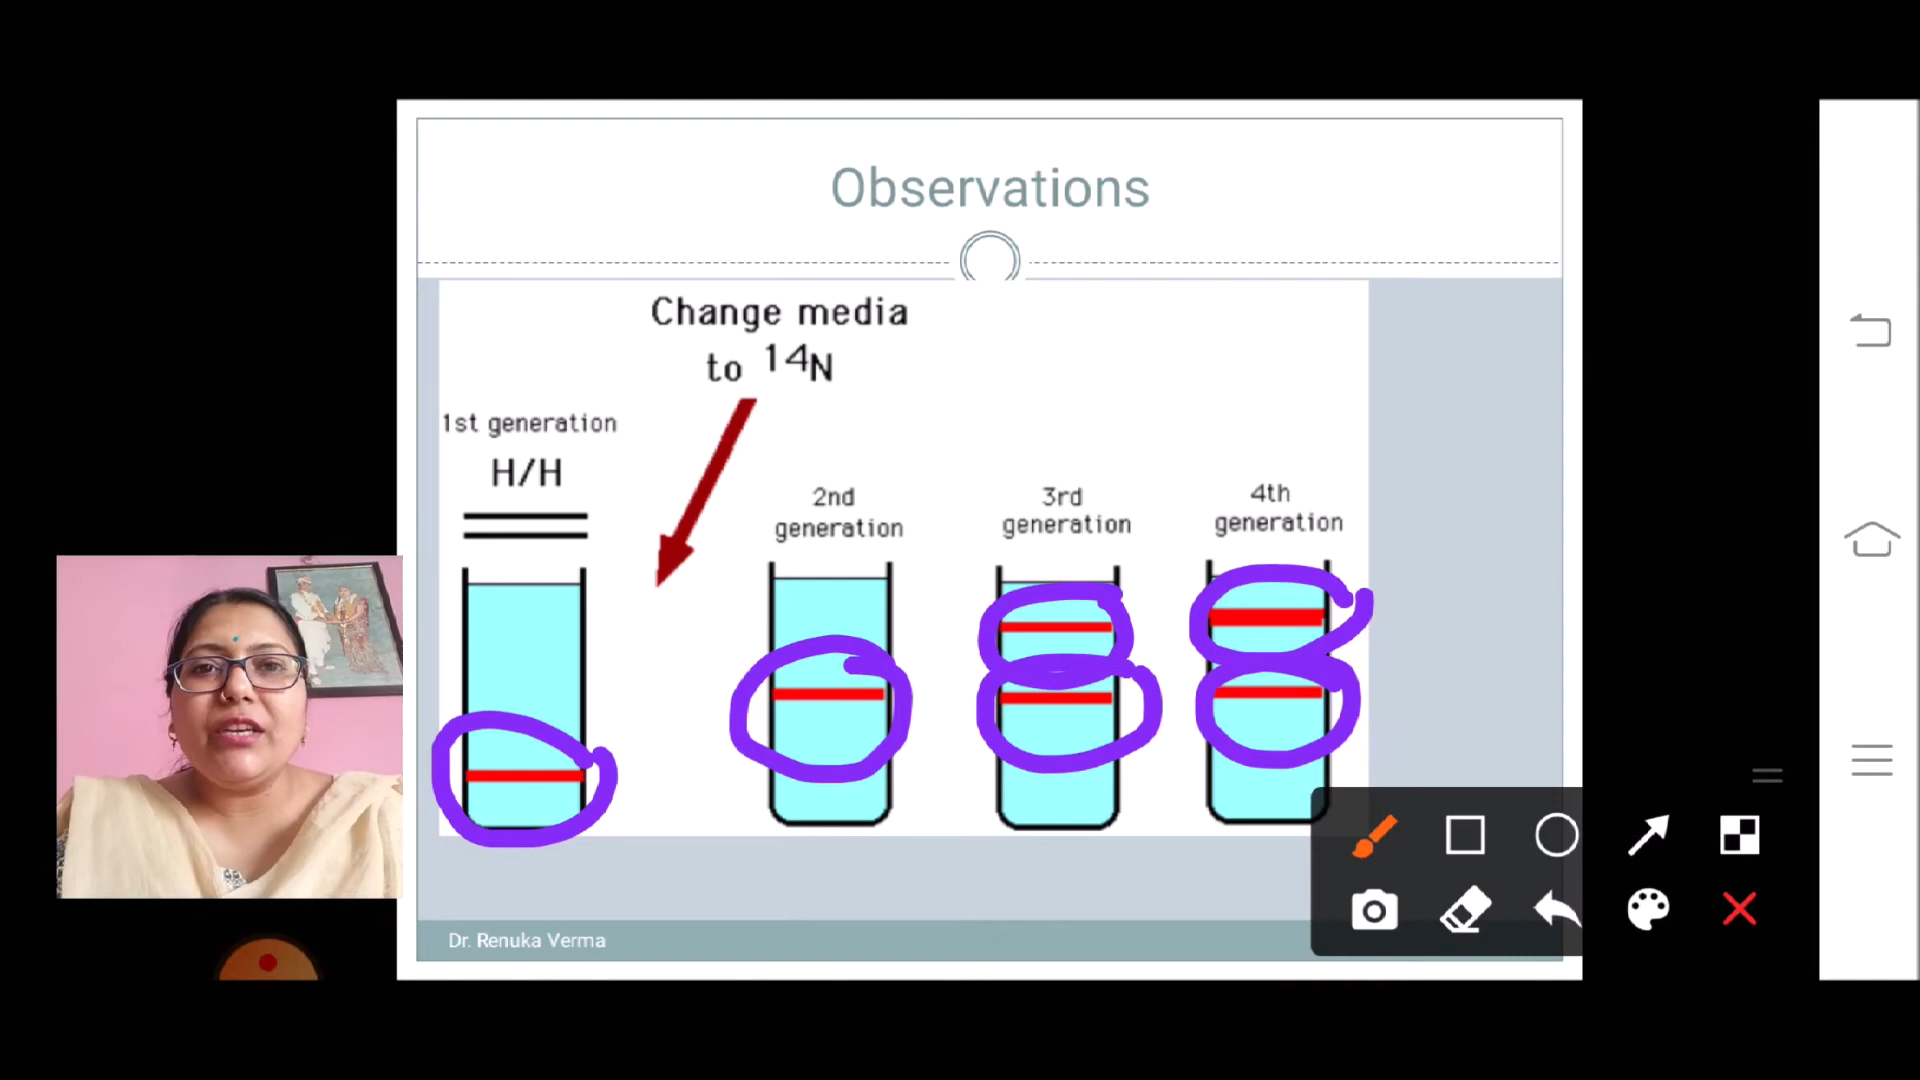 Observations
Change media
to ¹⁴N
1st generation
H/H
2nd
generation
3rd
generation
4th
generation
Dr. Renuka Verma